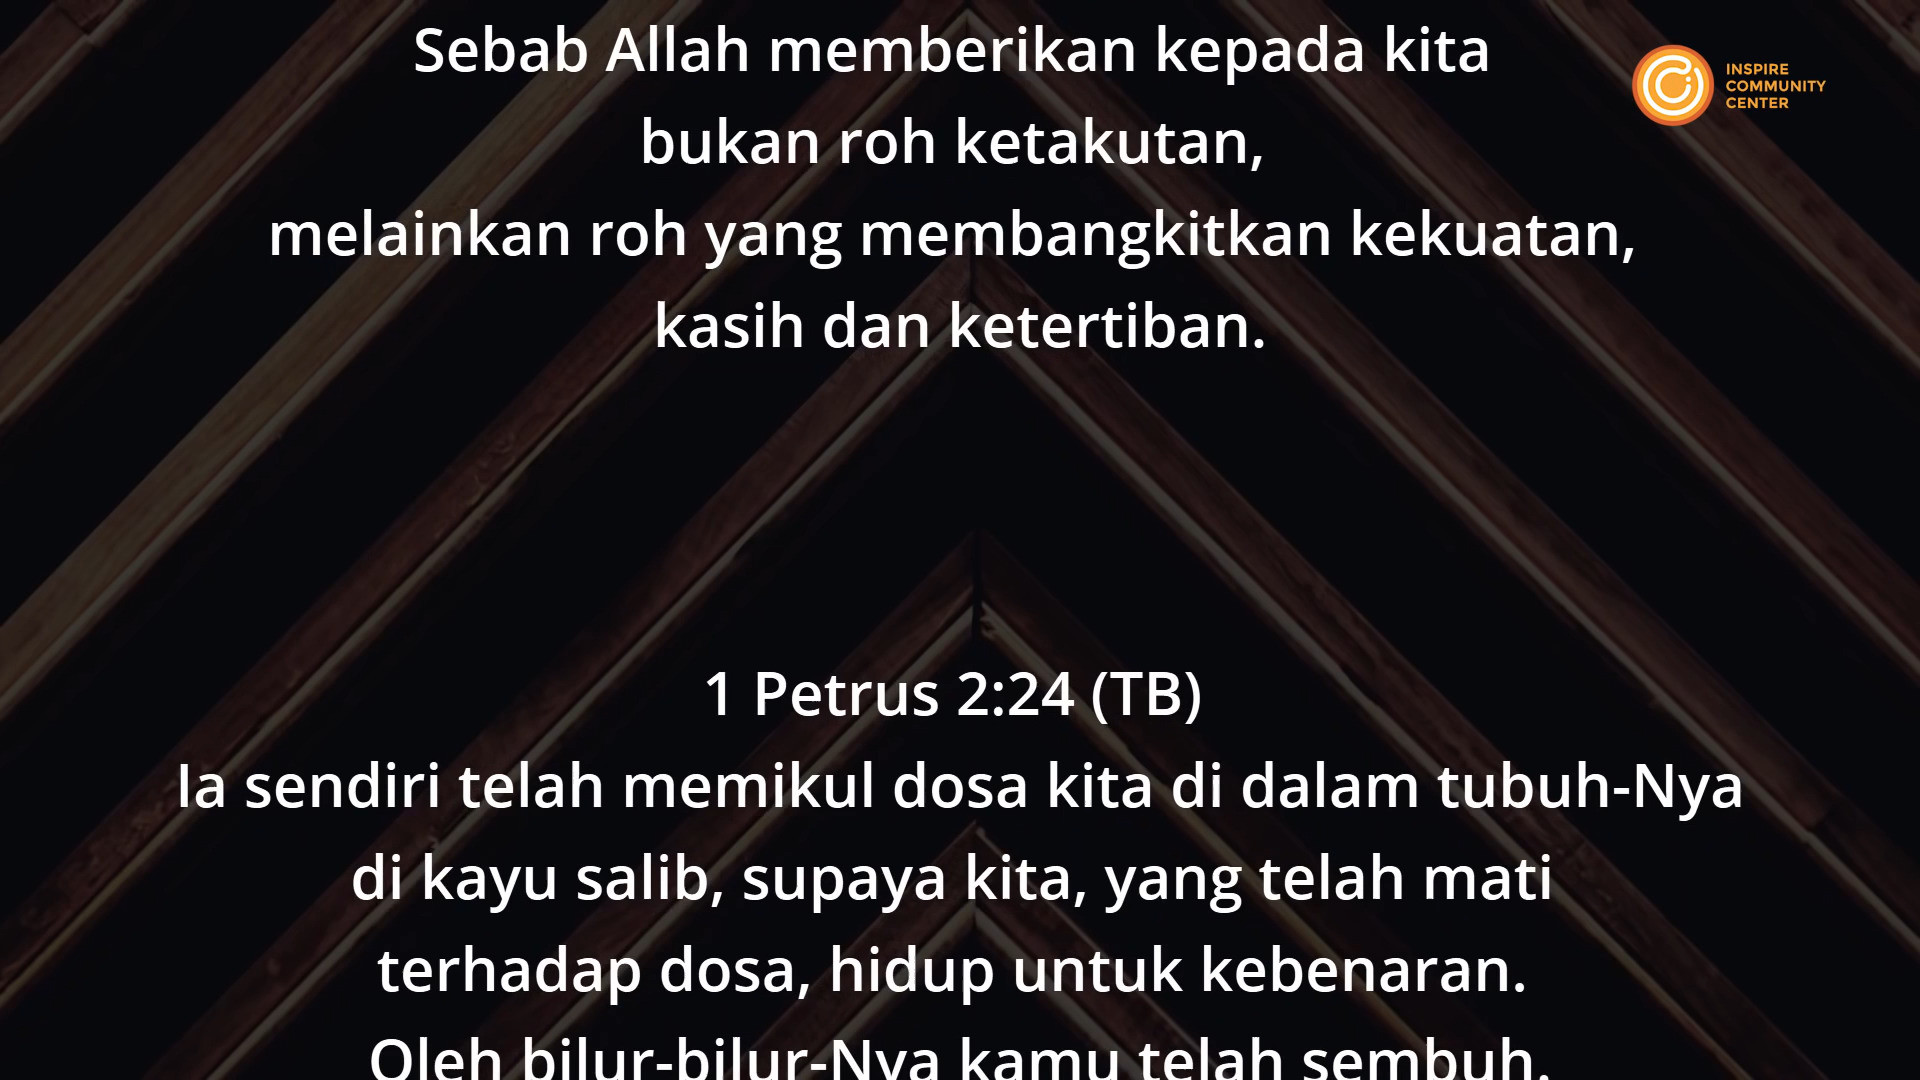 Sebab Allah memberikan kepada kita
bukan roh ketakutan,
melainkan roh yang membangkitkan kekuatan,
kasih dan ketertiban.
INSPIRE
COMMUNITY
CENTER
1 Petrus 2:24 (TB)
Ia sendiri telah memikul dosa kita di dalam tubuh-Nya
di kayu salib, supaya kita, yang telah mati
terhadap dosa, hidup untuk kebenaran.
Oleh bilur-bilur-Nya kamu telah sembuh.